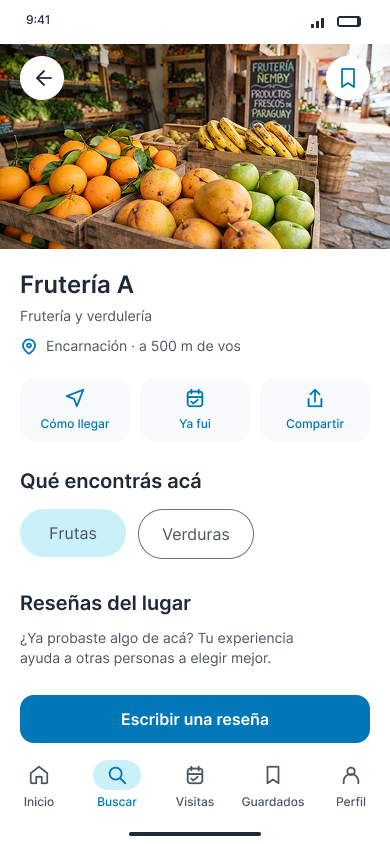 9:41
FRUTERÍA
ÑEMBY
PRODUCTOS
FRESCOS de
PARAGUAY
Frutería A
Frutería y verdulería
Encarnación · a 500 m de vos
Cómo llegar
Ya fui
Compartir
Qué encontrás acá
Frutas
Verduras
Reseñas del lugar
¿Ya probaste algo de acá? Tu experiencia
ayuda a otras personas a elegir mejor.
Escribir una reseña
Inicio
Buscar
Visitas
Guardados
Perfil